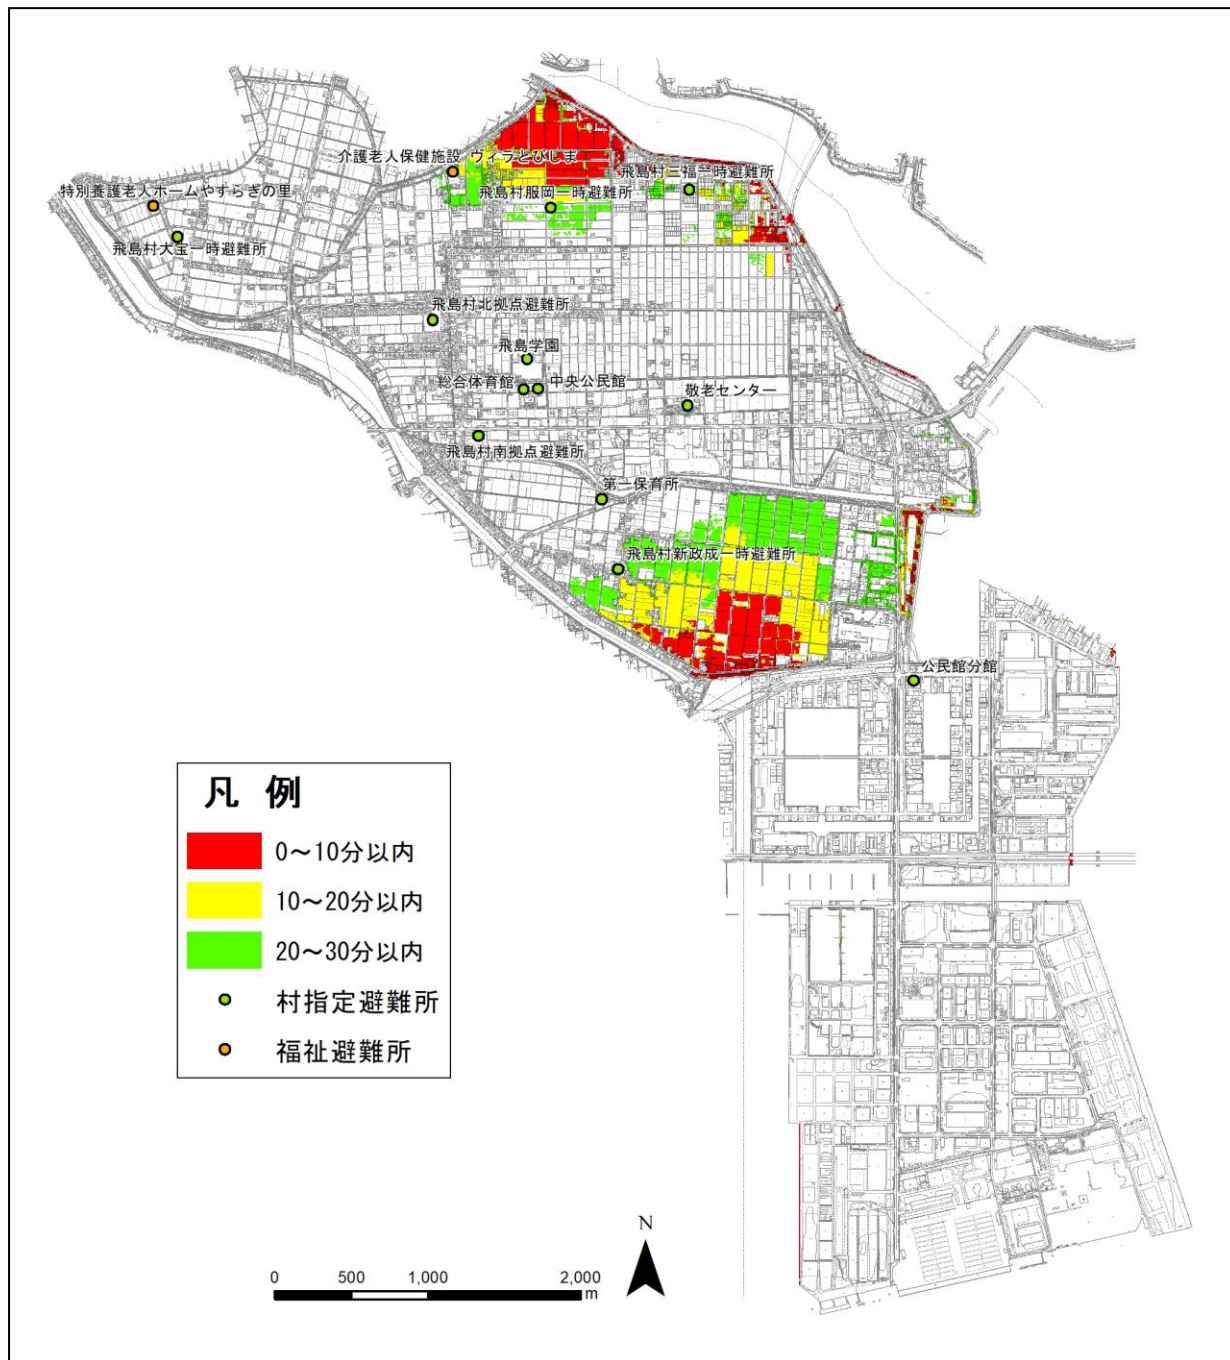 介護老人保健施設 ヴィラとびしま
飛島村三福一時避難所
特別養護老人ホームやすらぎの里
飛島村服岡一時避難所
飛島村大宝一時避難所
飛島村北拠点避難所
飛島学園
総合体育館
中央公民館
敬老センター
飛島村南拠点避難所
第一保育所
飛島村新政成一時避難所
公民館分館
凡 例
0~10分以内
10~20分以内
20~30分以内
村指定避難所
福祉避難所
N
0 500 1,000 2,000
m